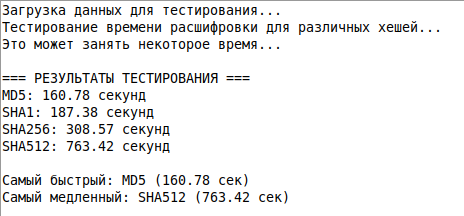 Загрузка данных для тестирования...
Тестирование времени расшифровки для различных хешей...
Это может занять некоторое время...
=== РЕЗУЛЬТАТЫ ТЕСТИРОВАНИЯ ===
MD5: 160.78 секунд
SHA1: 187.38 секунд
SHA256: 308.57 секунд
SHA512: 763.42 секунд
Самый быстрый: MD5 (160.78 сек)
Самый медленный: SHA512 (763.42 сек)